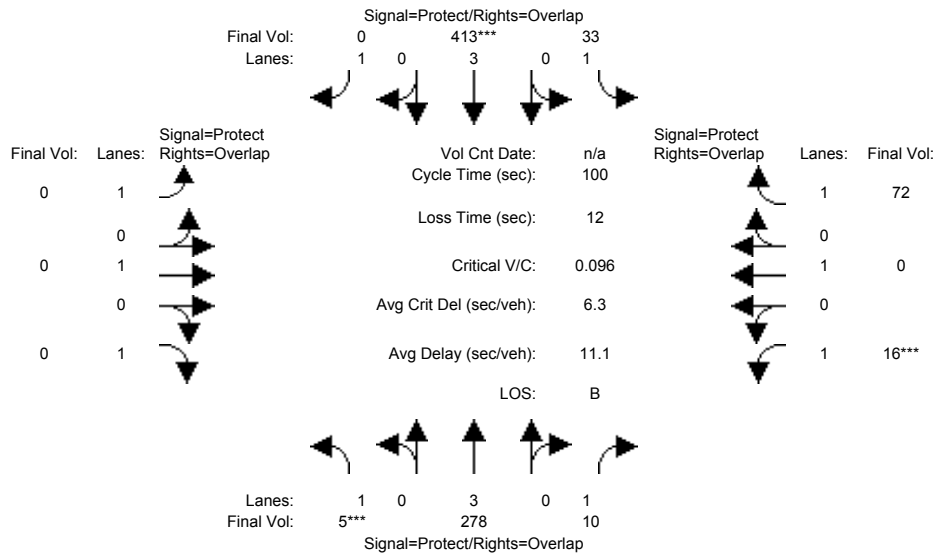 Signal=Protect/Rights=Overlap
Final Vol: 0 413*** 33
Lanes: 1 0 3 0 1
Signal=Protect Signal=Protect
Final Vol: Lanes: Rights=Overlap Vol Cnt Date: n/a Rights=Overlap Lanes: Final Vol:
Cycle Time (sec): 100
0 1 1 72
Loss Time (sec): 12
0 0
0 1 Critical V/C: 0.096 1 0
0 Avg Crit Del (sec/veh): 6.3 0
0 1 Avg Delay (sec/veh): 11.1 1 16***
LOS: B
Lanes: 1 0 3 0 1
Final Vol: 5*** 278 10
Signal=Protect/Rights=Overlap